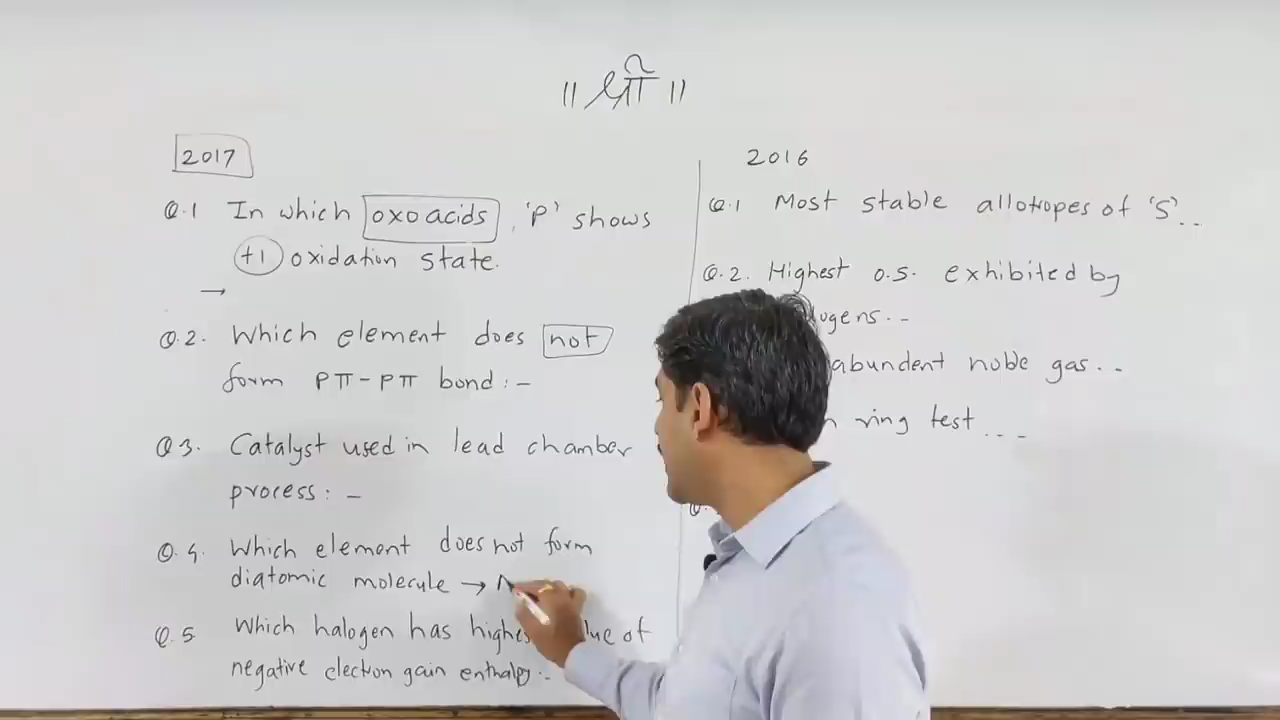 ॥ श्री ॥
2017
Q.1 In which oxoacids, 'P' shows
+1 oxidation state.
→
Q.2. Which element does not
form Pπ-Pπ bond:-
Q3. Catalyst used in lead chamber
process: -
Q.4. Which element does not form
diatomic molecule →
Q.5 Which halogen has of
negative electron gain enthalpy..
2016
Q.1 Most stable allotropes of 'S'...
Q.2. Highest o.s. exhibited by
abundent noble gas...
ring test ....